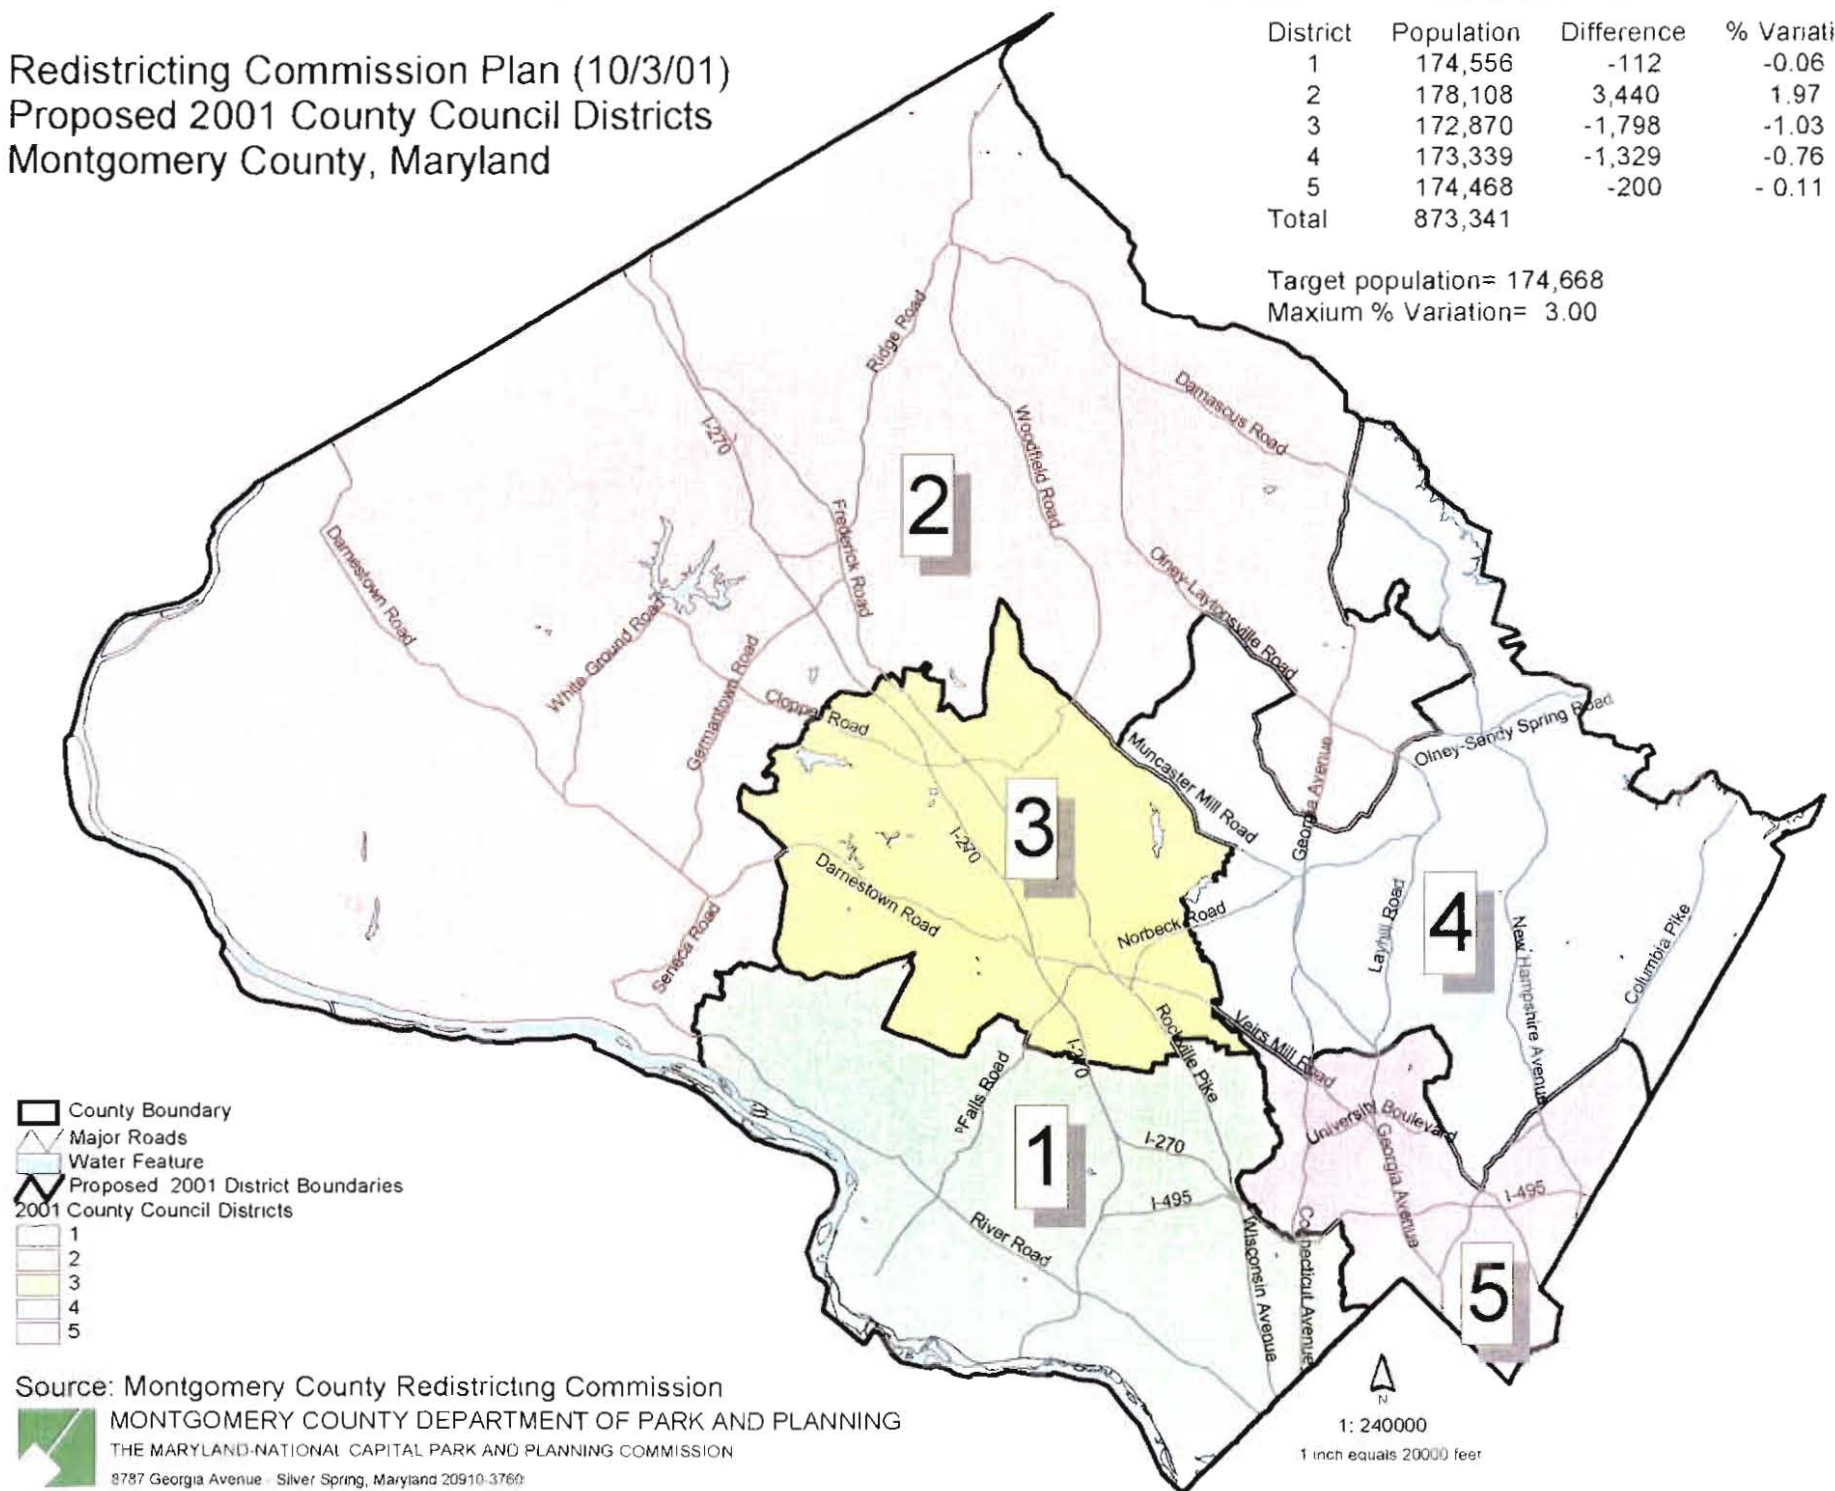 Redistricting Commission Plan (10/3/01)
Proposed 2001 County Council Districts
Montgomery County, Maryland
District Population Difference % Variati
1 174,556 -112 -0.06
2 178,108 3,440 1.97
3 172,870 -1,798 -1.03
4 173,339 -1,329 -0.76
5 174,468 -200 - 0.11
Total 873,341
Target population= 174,668
Maxium % Variation= 3.00
Ridge Road
Damascus Road
I-270
Woodfield Road
2
Frederick Road
Darnestown Road
Olney-Laytonsville Road
White Ground Road
Germantown Road
Clopper Road
Olney-Sandy Spring Road
Muncaster Mill Road
Georgia Avenue
3
I-270
Darnestown Road
Norbeck Road
Layhill Road
4
New Hampshire Avenue
Columbia Pike
Seneca Road
Rockville Pike
Veirs Mill Road
I-270
Falls Road
University Boulevard
Georgia Avenue
1
I-270
I-495
I-495
River Road
Wisconsin Avenue
Connecticut Avenue
5
County Boundary
Major Roads
Water Feature
Proposed 2001 District Boundaries
2001 County Council Districts
1
2
3
4
5
N
1: 240000
1 inch equals 20000 feet
Source: Montgomery County Redistricting Commission
MONTGOMERY COUNTY DEPARTMENT OF PARK AND PLANNING
THE MARYLAND-NATIONAL CAPITAL PARK AND PLANNING COMMISSION
8787 Georgia Avenue - Silver Spring, Maryland 20910-3760